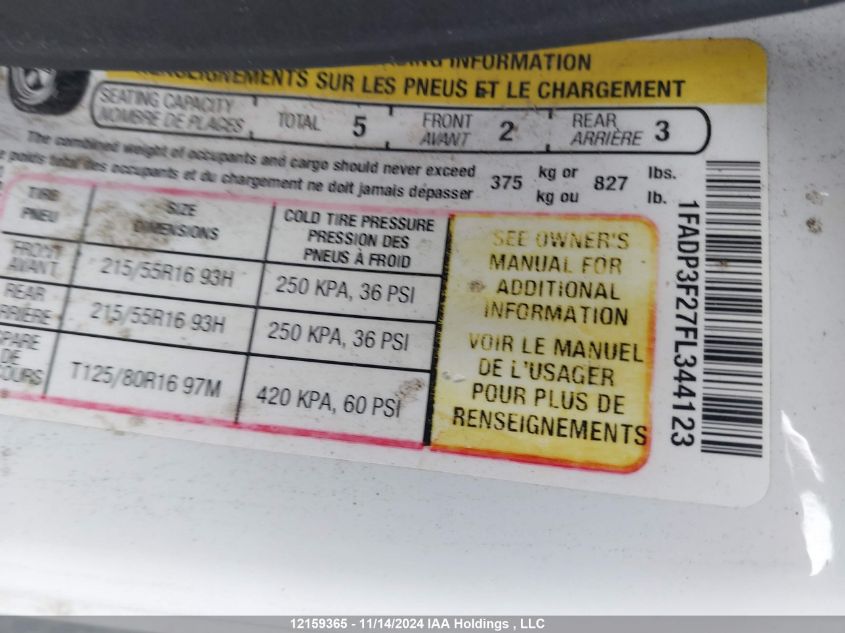 INFORMATION
RENSEIGNEMENTS SUR LES PNEUS ET LE CHARGEMENT
SEATING CAPACITY
NOMBRE DE PLACES
TOTAL 5
FRONT
AVANT 2
REAR
ARRIÈRE 3
The combined weight of occupants and cargo should never exceed
poids total des occupants et du chargement ne doit jamais dépasser
375 kg or
kg ou
827 lbs.
lb.
TIRE
PNEU
SIZE
DIMENSIONS
COLD TIRE PRESSURE
PRESSION DES
PNEUS À FROID
FRONT
AVANT
215/55R16 93H
250 KPA, 36 PSI
REAR
ARRIÈRE
215/55R16 93H
250 KPA, 36 PSI
SPARE
DE
COURS
T125/80R16 97M
420 KPA, 60 PSI
SEE OWNER'S
MANUAL FOR
ADDITIONAL
INFORMATION
VOIR LE MANUEL
DE L'USAGER
POUR PLUS DE
RENSEIGNEMENTS
1FADP3F27FL344123
12159365 - 11/14/2024 IAA Holdings , LLC